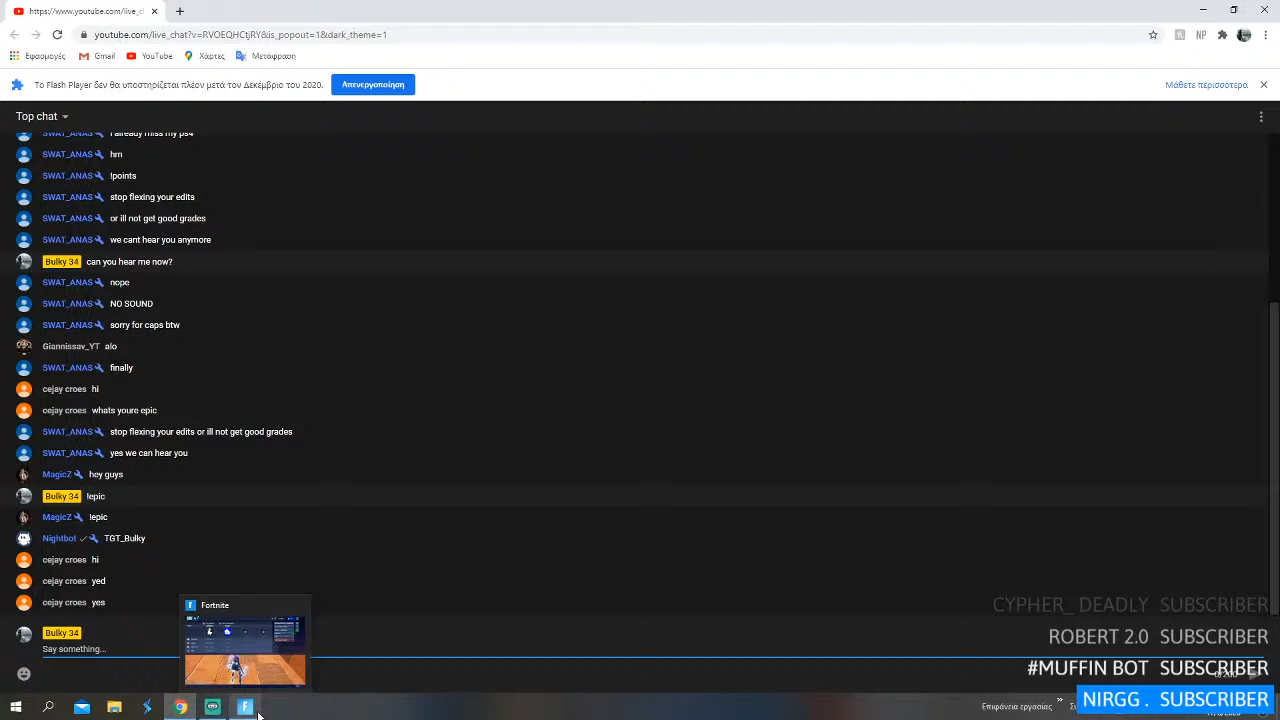 https://www.youtube.com/live_cl
youtube.com/live_chat?v=RVOEQHCtjRY&is_popout=1&dark_theme=1
NP
Εφαρμογές Gmail YouTube Χάρτες Μετάφραση
Το Flash Player δεν θα υποστηρίζεται πλέον μετά τον Δεκέμβριο του 2020. Απενεργοποίηση Μάθετε περισσότερα
Top chat
SWAT_ANAS i already miss my ps4
SWAT_ANAS hm
SWAT_ANAS !points
SWAT_ANAS stop flexing your edits
SWAT_ANAS or ill not get good grades
SWAT_ANAS we cant hear you anymore
Bulky 34 can you hear me now?
SWAT_ANAS nope
SWAT_ANAS NO SOUND
SWAT_ANAS sorry for caps btw
Giannissav_YT alo
SWAT_ANAS finally
cejay croes hi
cejay croes whats youre epic
SWAT_ANAS stop flexing your edits or ill not get good grades
SWAT_ANAS yes we can hear you
MagicZ hey guys
Bulky 34 !epic
MagicZ !epic
Nightbot TGT_Bulky
cejay croes hi
cejay croes yed
cejay croes yes
Fortnite
Bulky 34
Say something...
CYPHER_ DEADLY SUBSCRIBER
ROBERT 2.0 SUBSCRIBER
#MUFFIN BOT SUBSCRIBER
NIRGG . SUBSCRIBER
Επιφάνεια εργασίας